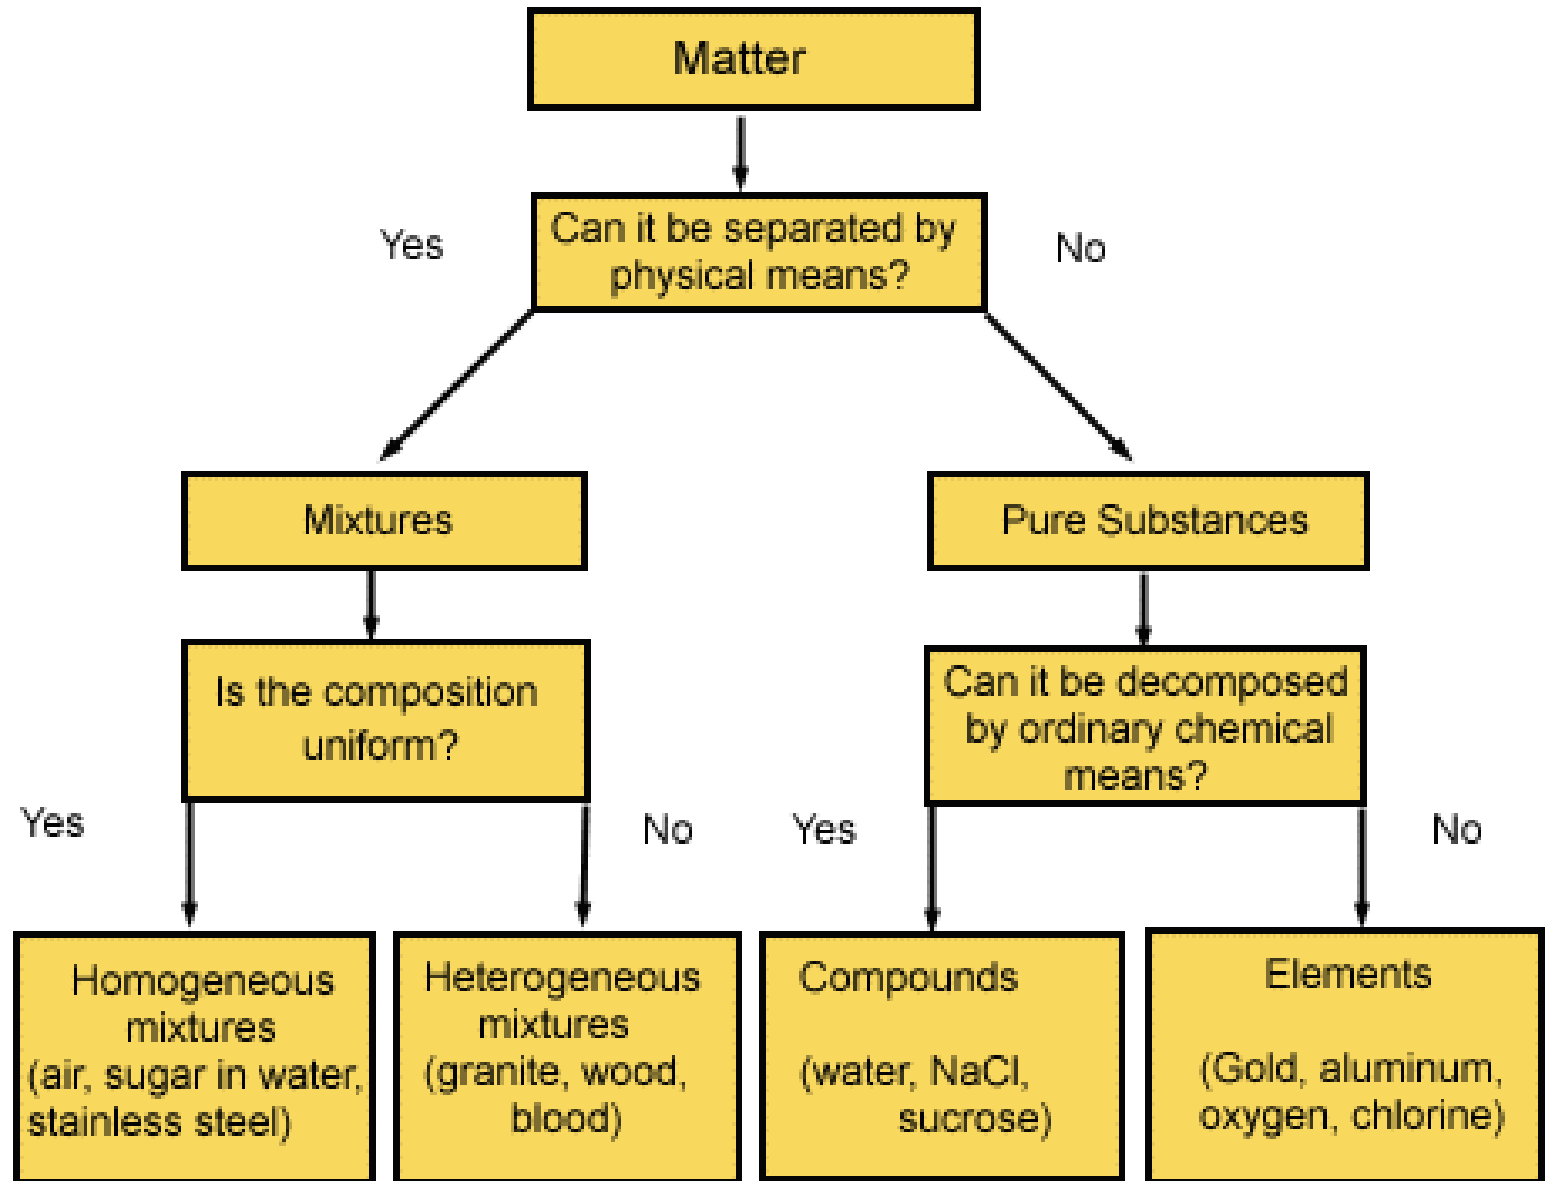 Matter
Yes
Can it be separated by
physical means?
No
Mixtures
Pure Substances
Is the composition
uniform?
Can it be decomposed
by ordinary chemical
means?
Yes
No
Yes
No
Homogeneous
mixtures
(air, sugar in water,
stainless steel)
Heterogeneous
mixtures
(granite, wood,
blood)
Compounds
(water, NaCl,
sucrose)
Elements
(Gold, aluminum,
oxygen, chlorine)